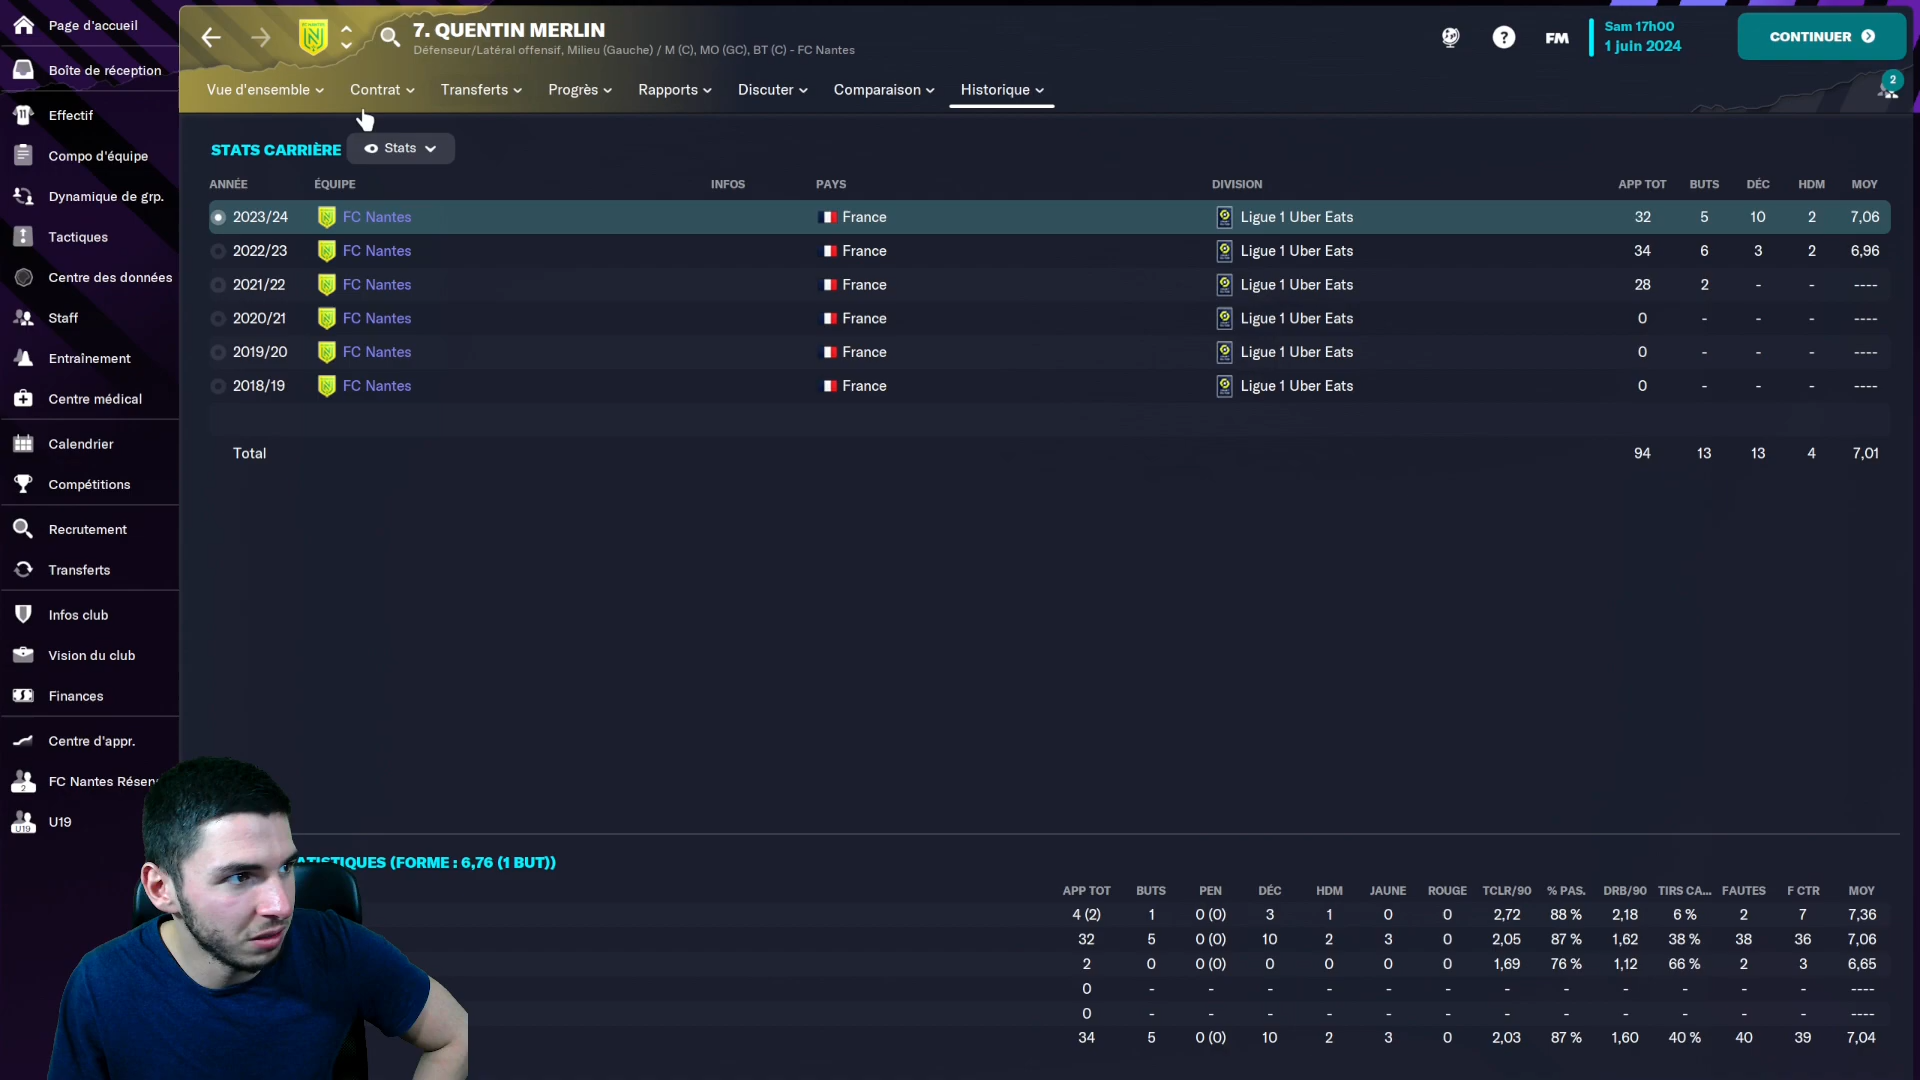 Page d'accueil
Boîte de réception
Effectif
Compo d'équipe
Dynamique de grp.
Tactiques
Centre des données
Staff
Entraînement
Centre médical
Calendrier
Compétitions
Recrutement
Transferts
Infos club
Vision du club
Finances
Centre d'appr.
FC Nantes Réserv
U19
7. QUENTIN MERLIN
Défenseur/Latéral offensif, Milieu (Gauche) / M (C), MO (GC), BT (C) - FC Nantes
FM
Sam 17h00
1 juin 2024
CONTINUER
Vue d'ensemble Contrat Transferts Progrès Rapports Discuter Comparaison Historique
2
STATS CARRIÈRE Stats
ANNÉE ÉQUIPE INFOS PAYS DIVISION APP TOT BUTS DÉC HDM MOY
2023/24 FC Nantes France Ligue 1 Uber Eats 32 5 10 2 7,06
2022/23 FC Nantes France Ligue 1 Uber Eats 34 6 3 2 6,96
2021/22 FC Nantes France Ligue 1 Uber Eats 28 2 - - ----
2020/21 FC Nantes France Ligue 1 Uber Eats 0 - - - ----
2019/20 FC Nantes France Ligue 1 Uber Eats 0 - - - ----
2018/19 FC Nantes France Ligue 1 Uber Eats 0 - - - ----
Total 94 13 13 4 7,01
ATISTIQUES (FORME : 6,76 (1 BUT))
APP TOT BUTS PEN DÉC HDM JAUNE ROUGE TCLR/90 % PAS. DRB/90 TIRS CA... FAUTES F CTR MOY
4 (2) 1 0 (0) 3 1 0 0 2,72 88 % 2,18 6 % 2 7 7,36
32 5 0 (0) 10 2 3 0 2,05 87 % 1,62 38 % 38 36 7,06
2 0 0 (0) 0 0 0 0 1,69 76 % 1,12 66 % 2 3 6,65
0 - - - - - - - - - - - - ----
0 - - - - - - - - - - - - ----
34 5 0 (0) 10 2 3 0 2,03 87 % 1,60 40 % 40 39 7,04